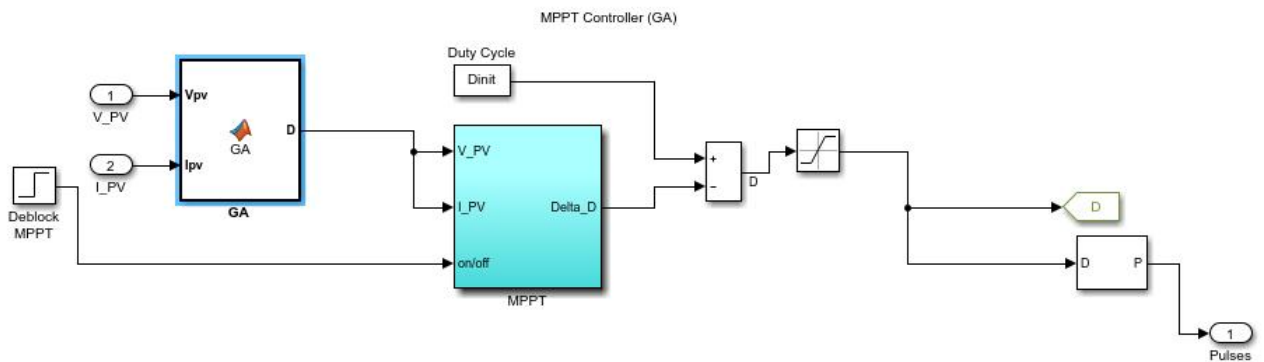 MPPT Controller (GA)
Duty Cycle
Dinit
1
V_PV
2
I_PV
Vpv
Ipv
D
GA
GA
Deblock
MPPT
V_PV
I_PV
on/off
Delta_D
MPPT
+
−
D
D
D
P
1
Pulses